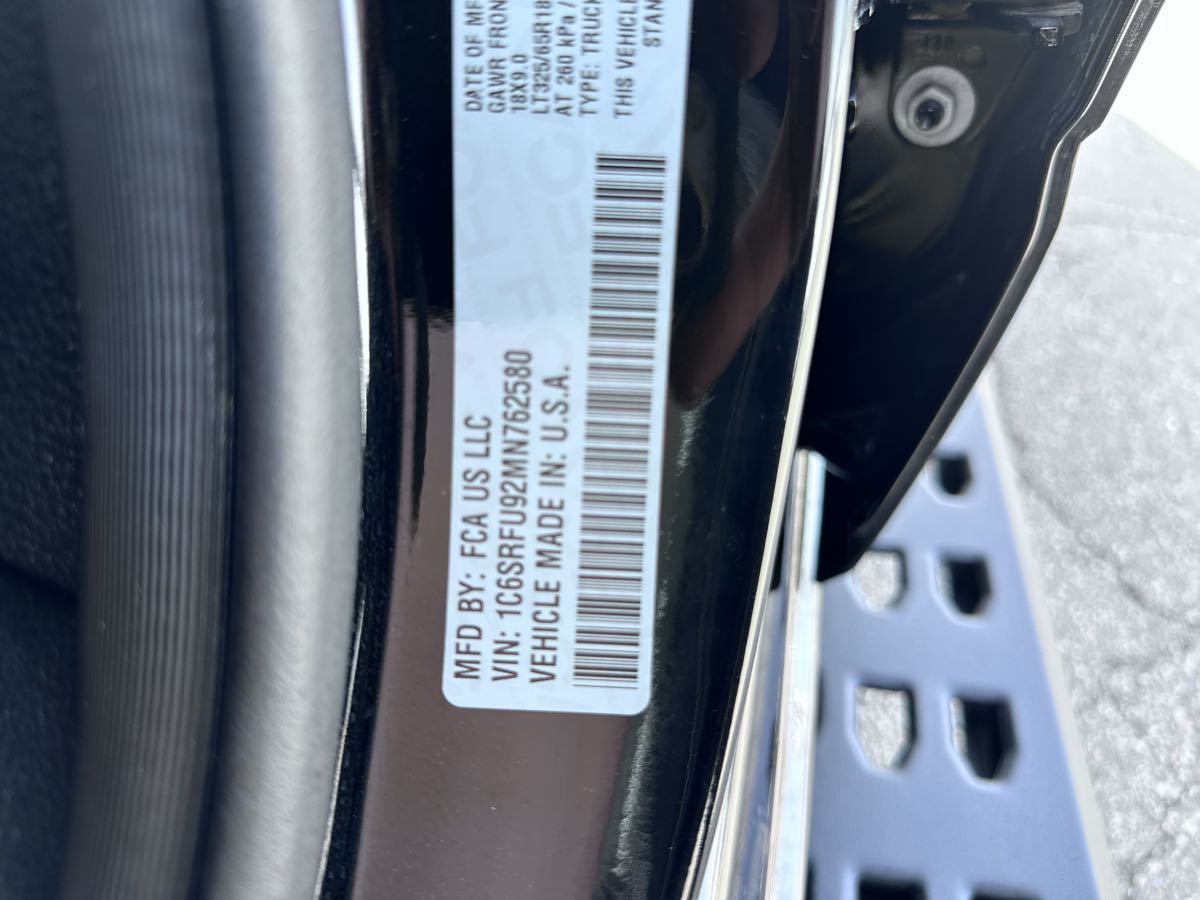 MFD BY: FCA US LLC
VIN: 1C6SRFU92MN762580
VEHICLE MADE IN: U.S.A.
DATE OF MF
GAWR FRON
18X9.0
LT325/65R18
AT 260 kPa /
TYPE: TRUCK
THIS VEHICLE
STAN
138